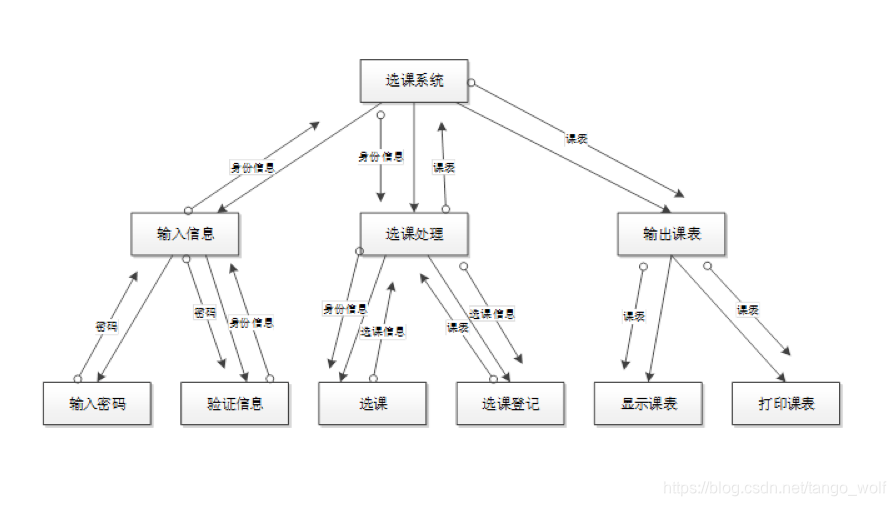 选课系统
课表
身份信息
身份信息
课表
输入信息
选课处理
输出课表
密码
密码
身份信息
身份信息
选课信息
课表
选课信息
课表
课表
输入密码
验证信息
选课
选课登记
显示课表
打印课表
https://blog.csdn.net/tango_wolf